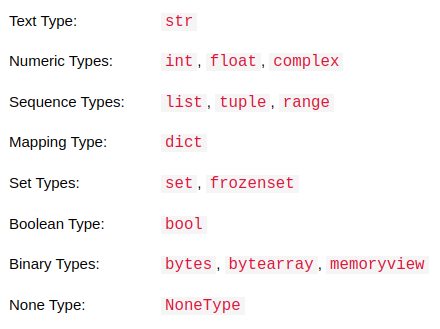 Text Type: str
Numeric Types: int, float, complex
Sequence Types: list, tuple, range
Mapping Type: dict
Set Types: set, frozenset
Boolean Type: bool
Binary Types: bytes, bytearray, memoryview
None Type: NoneType